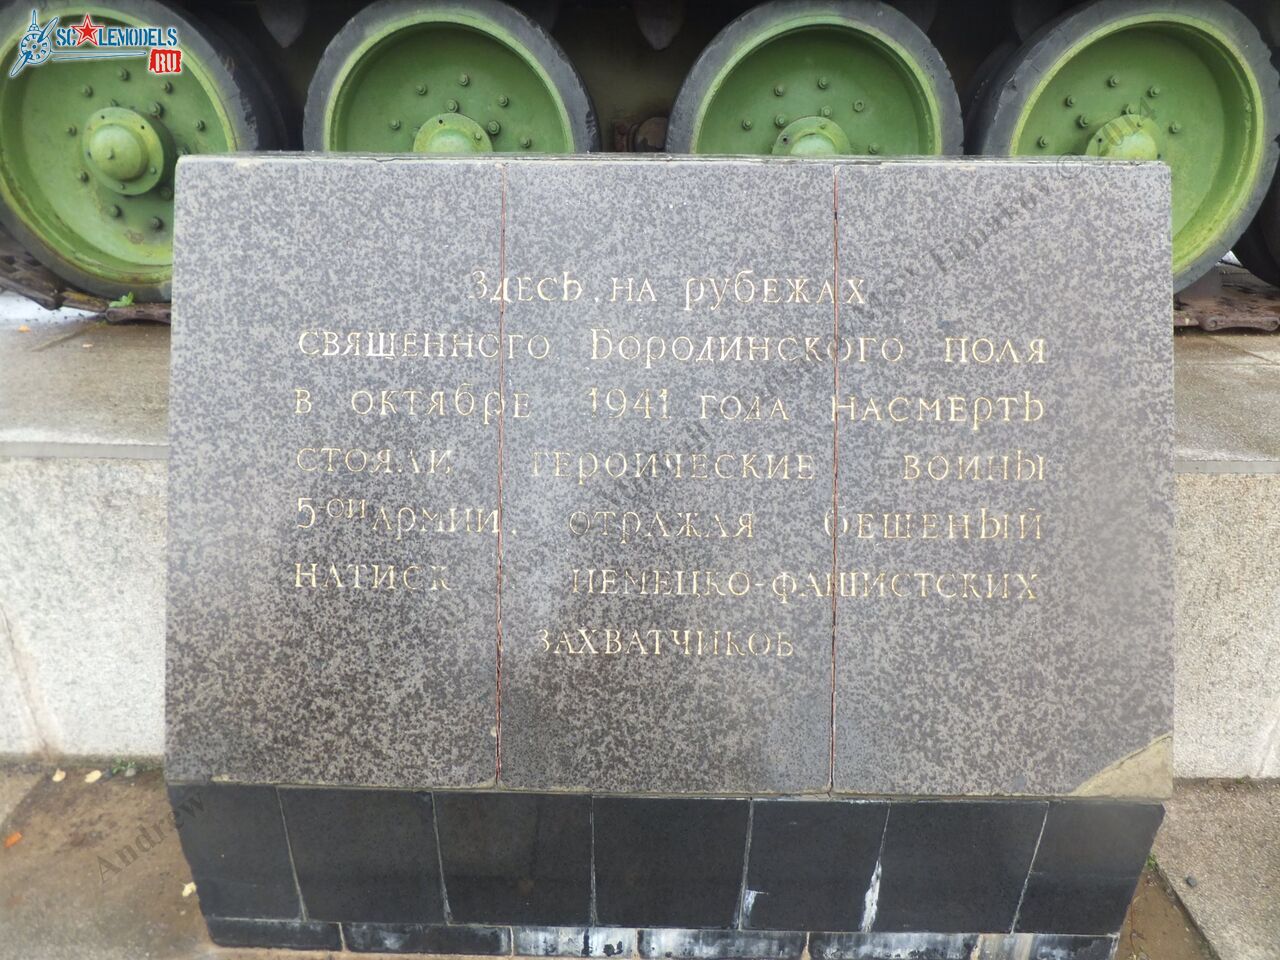 SCALEMODELS
RU
Здесь, на рубежах
священного Бородинского поля
в октябре 1941 года насмерть
стояли героические воины
5ой армии, отражая бешеный
натиск немецко-фашистских
захватчиков
Andrew